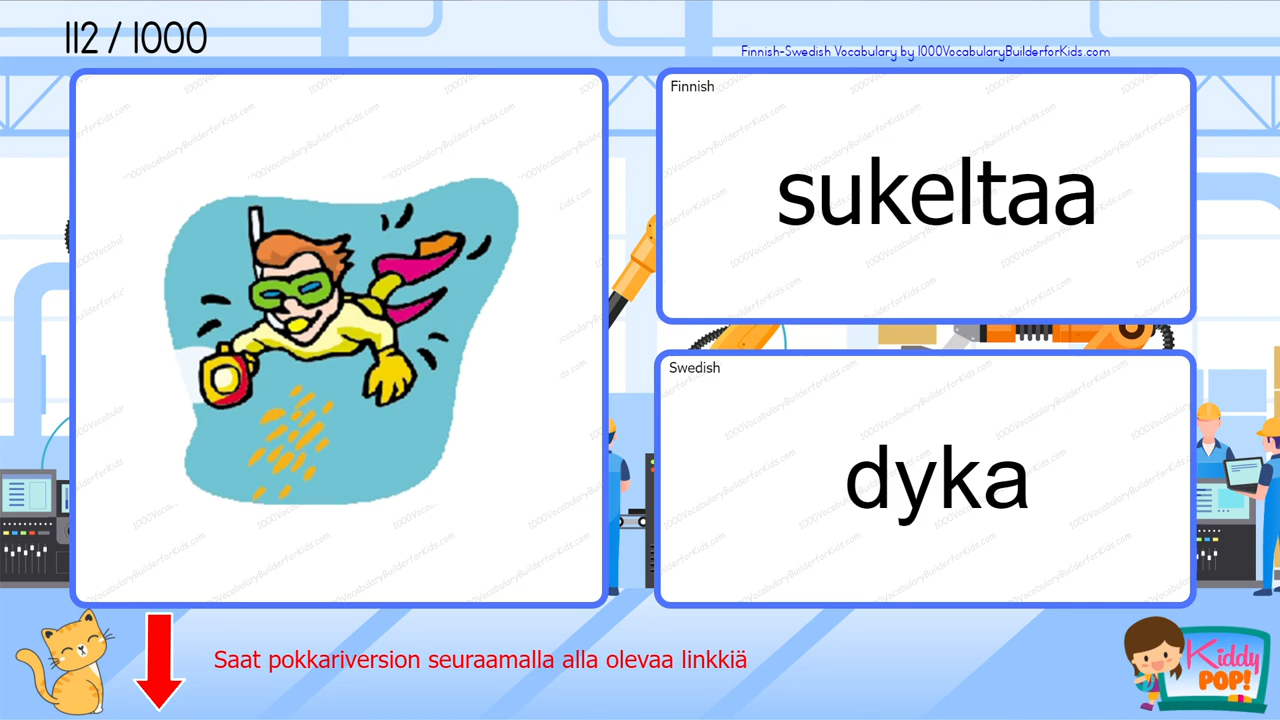 112 / 1000
Finnish-Swedish Vocabulary by 1000VocabularyBuilderforKids.com
Finnish
sukeltaa
Swedish
dyka
Saat pokkariversion seuraamalla alla olevaa linkkiä
Kiddy
POP!